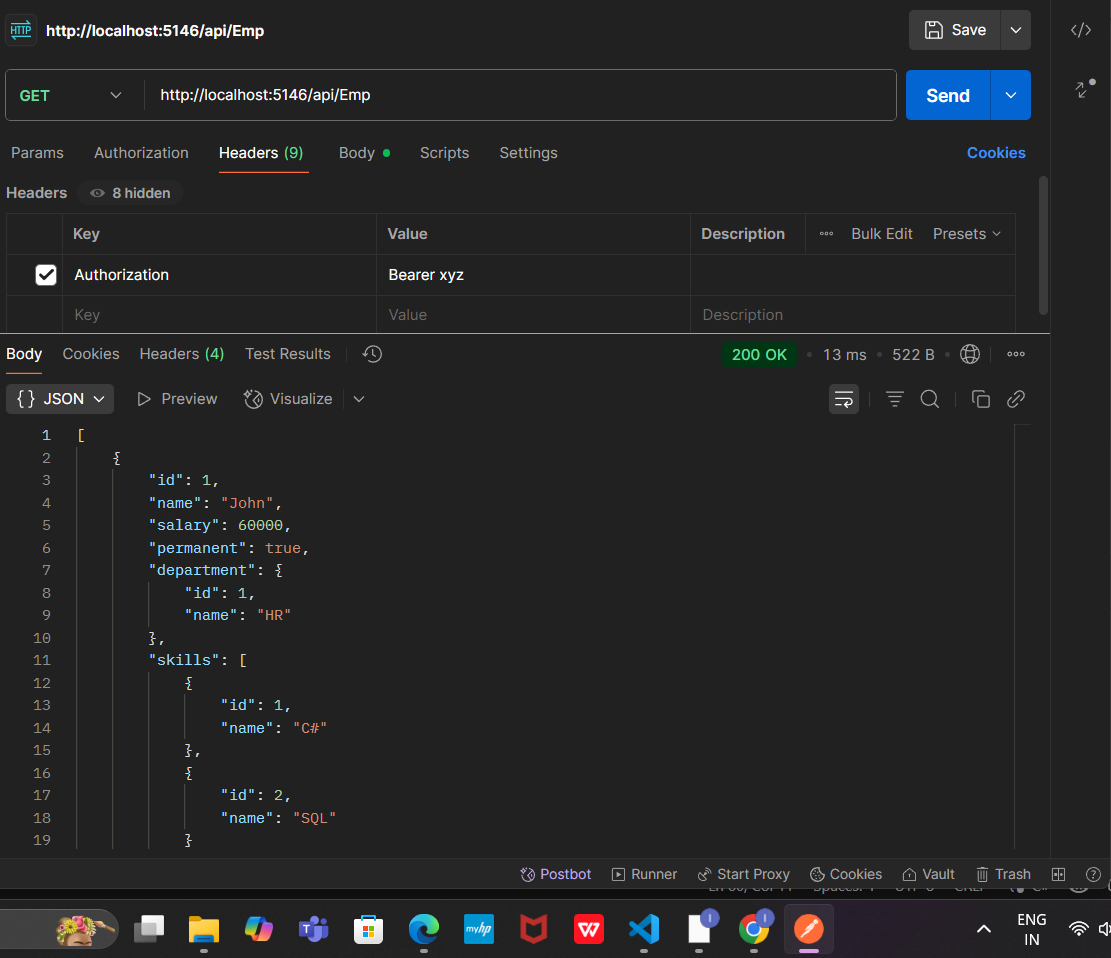 HTTP http://localhost:5146/api/Emp Save
GET http://localhost:5146/api/Emp Send
Params Authorization Headers (9) Body Scripts Settings Cookies
Headers 8 hidden
Key Value Description Bulk Edit Presets
Authorization Bearer xyz
Key Value Description
Body Cookies Headers (4) Test Results 200 OK 13 ms 522 B
{} JSON Preview Visualize
1 [
2 {
3 "id": 1,
4 "name": "John",
5 "salary": 60000,
6 "permanent": true,
7 "department": {
8 "id": 1,
9 "name": "HR"
10 },
11 "skills": [
12 {
13 "id": 1,
14 "name": "C#"
15 },
16 {
17 "id": 2,
18 "name": "SQL"
19 }
Postbot Runner Start Proxy Cookies Vault Trash
myhp W T i i ENG
IN